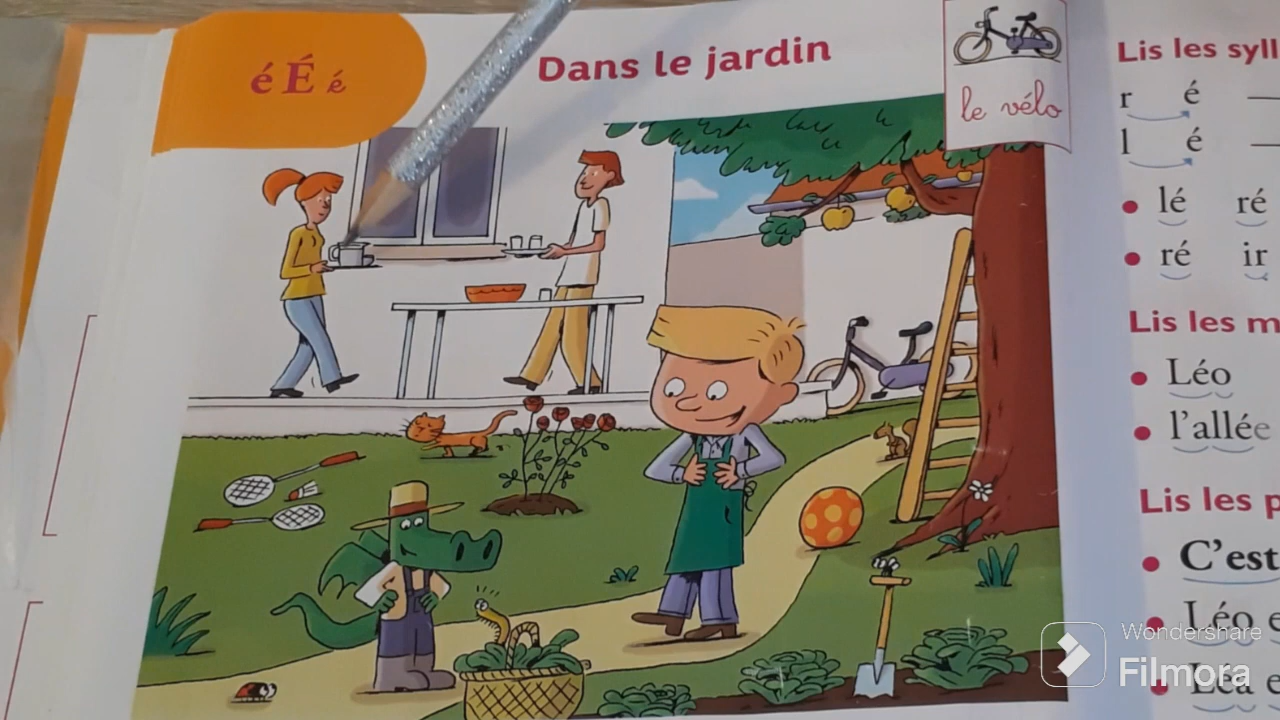 é É é
Dans le jardin
le vélo
Lis les syll
r é
l é
lé ré
ré ir
Lis les m
Léo
l'allée
Lis les p
C'est
Léo e
Léa e
Wondershare
Filmora